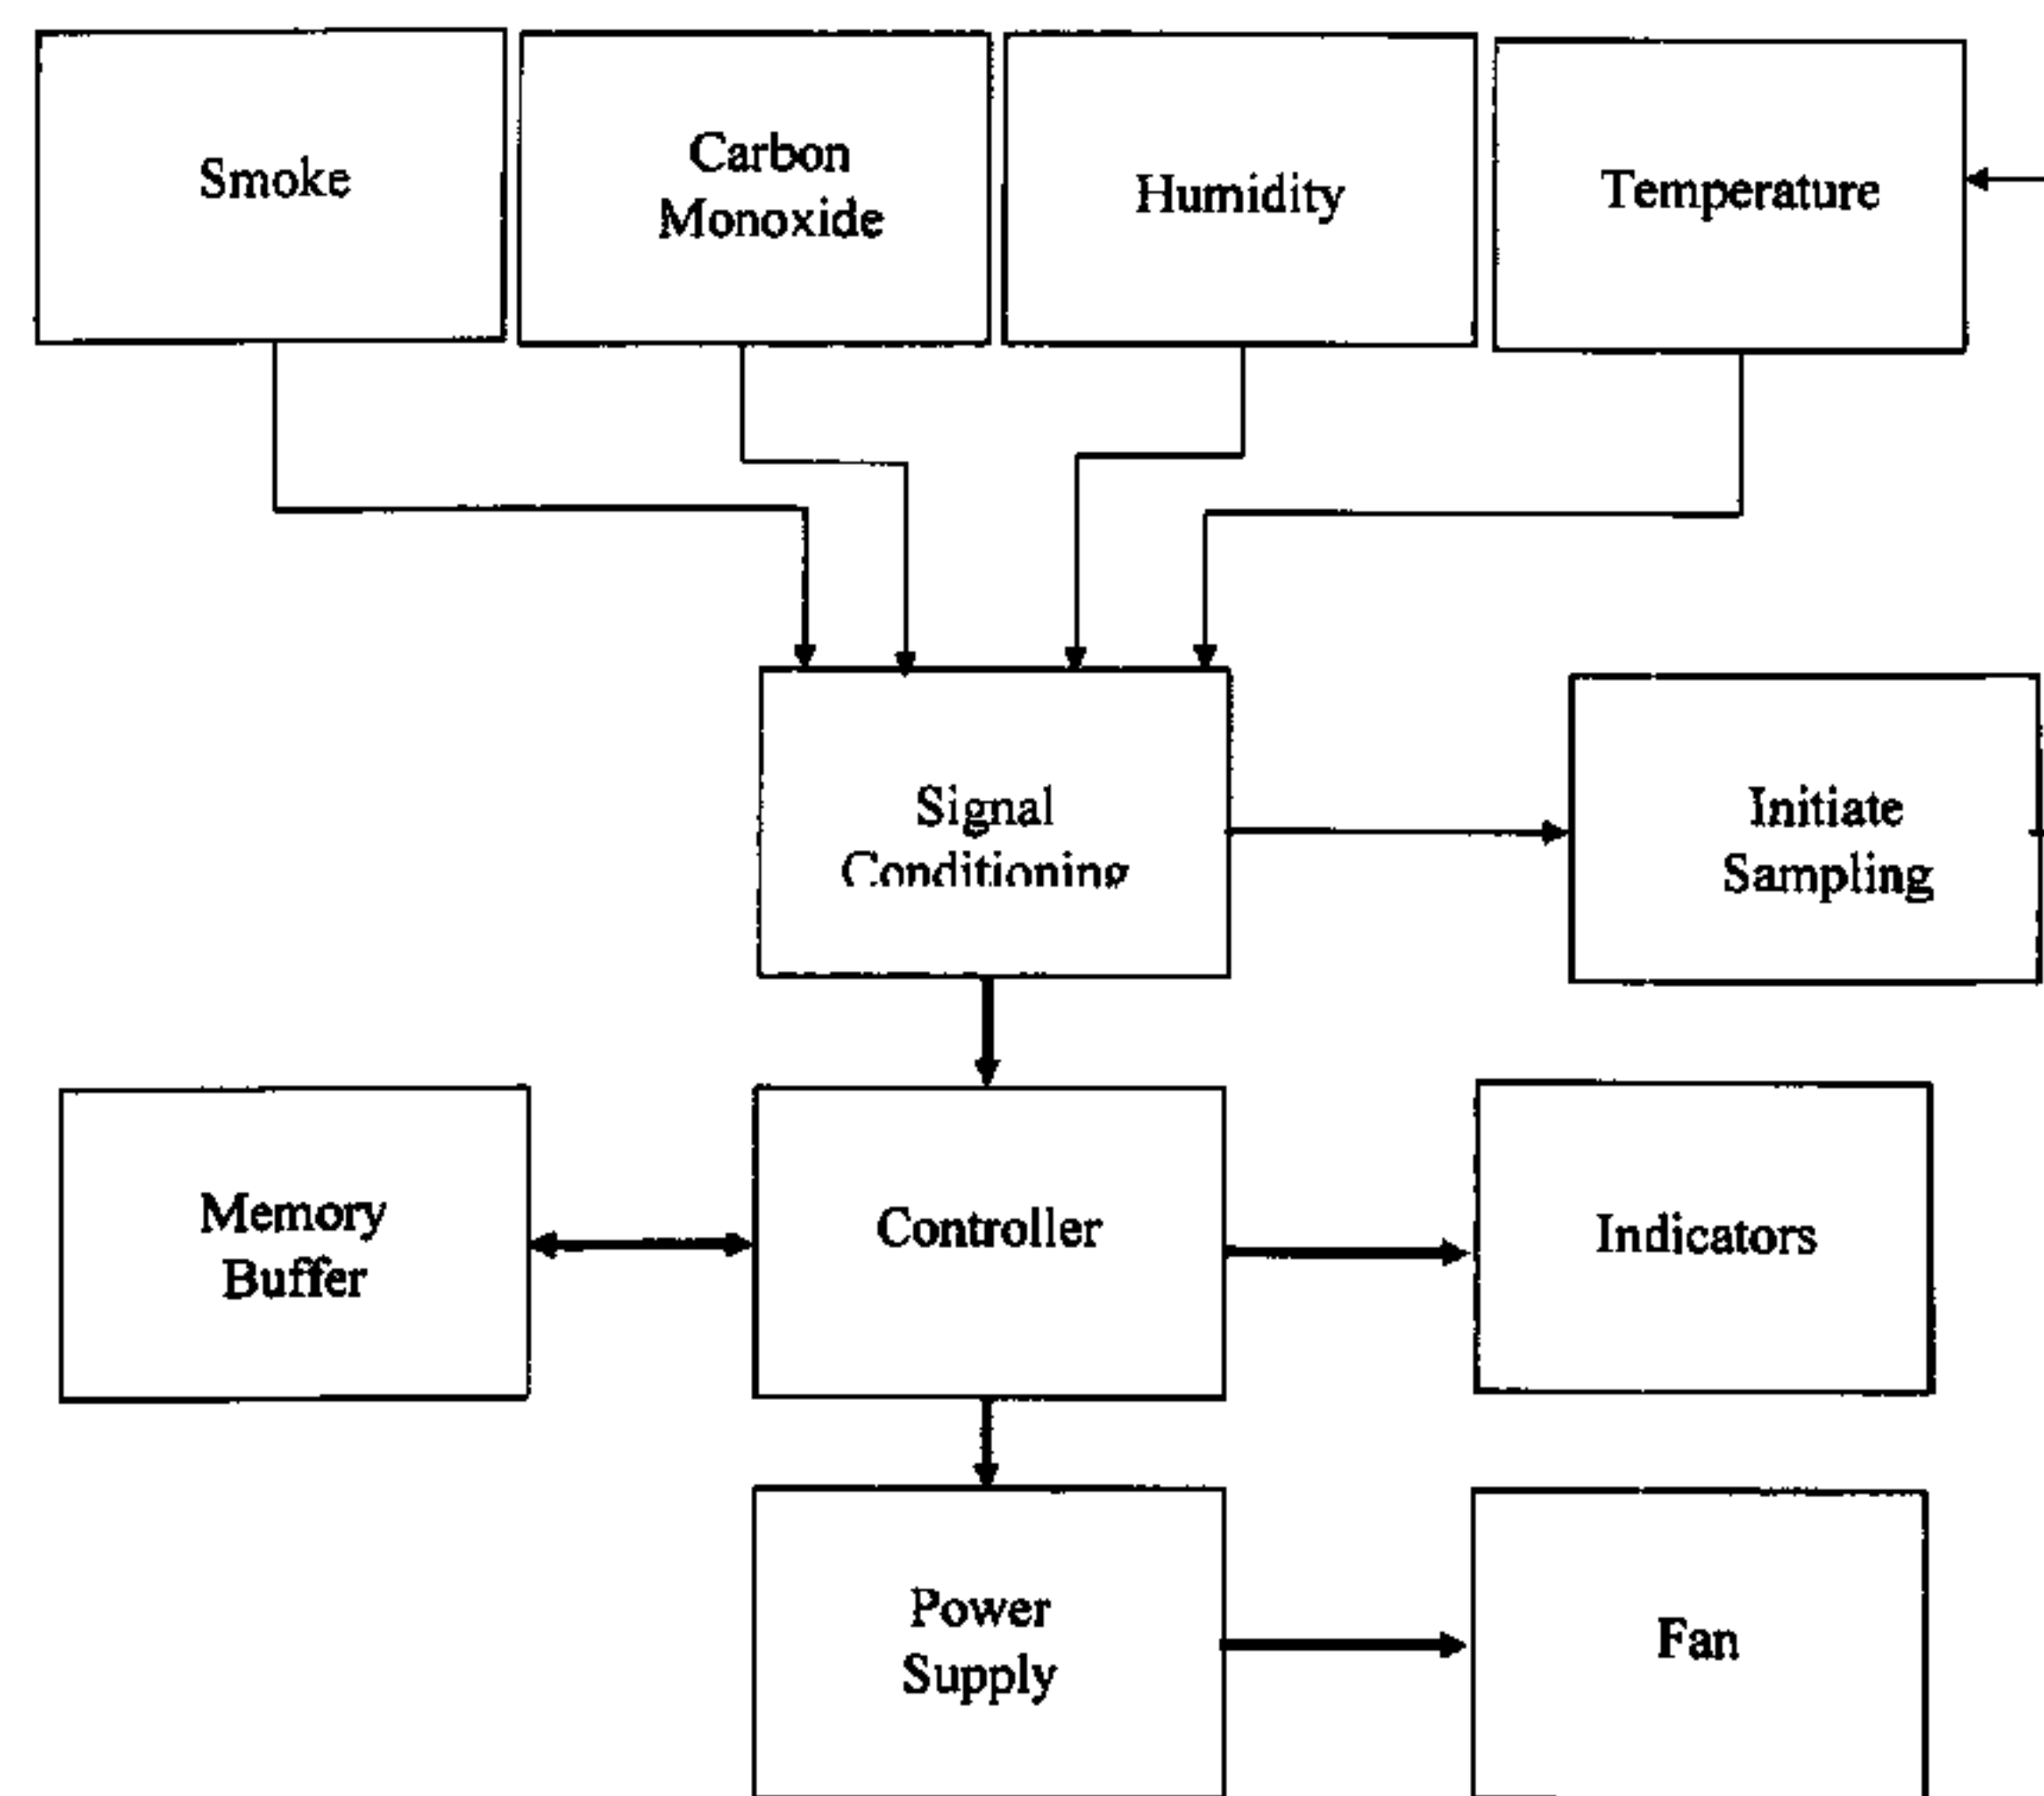 Smoke
Carbon
Monoxide
Humidity
Temperature
Signal
Conditioning
Initiate
Sampling
Memory
Buffer
Controller
Indicators
Power
Supply
Fan